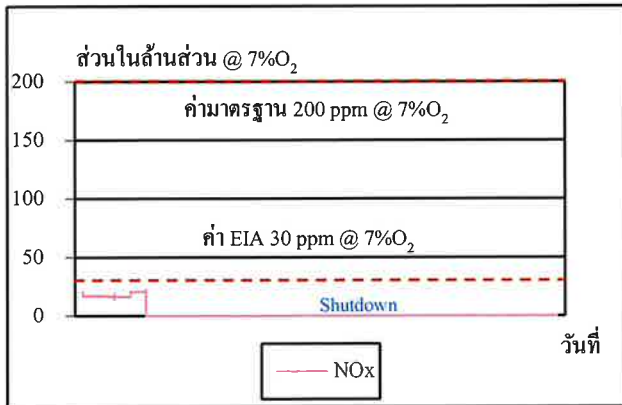 ส่วนในล้านส่วน @ 7%O₂
200
ค่ามาตรฐาน 200 ppm @ 7%O₂
150
100
ค่า EIA 30 ppm @ 7%O₂
50
Shutdown
0
วันที่
NOx